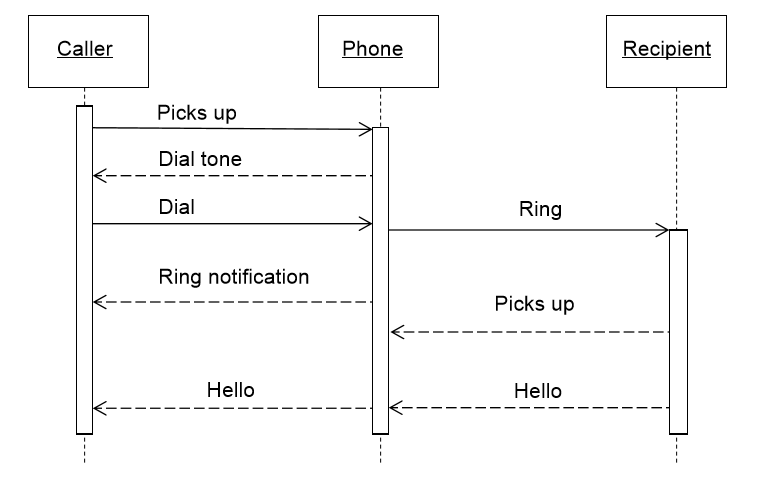 Caller
Phone
Recipient
Picks up
Dial tone
Dial
Ring
Ring notification
Picks up
Hello
Hello